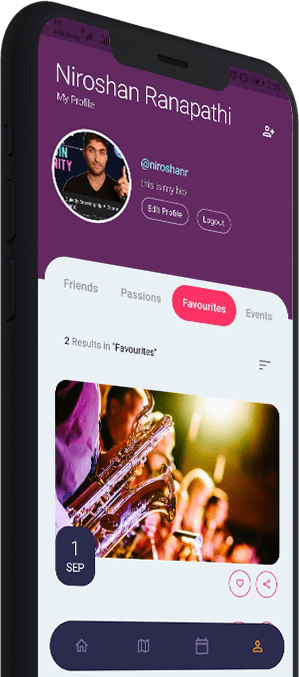 Niroshan Ranapathi
My Profile
@niroshanr
this is my bio
Edit Profile
Logout
Friends
Passions
Favourites
Events
2 Results in "Favourites"
1
SEP